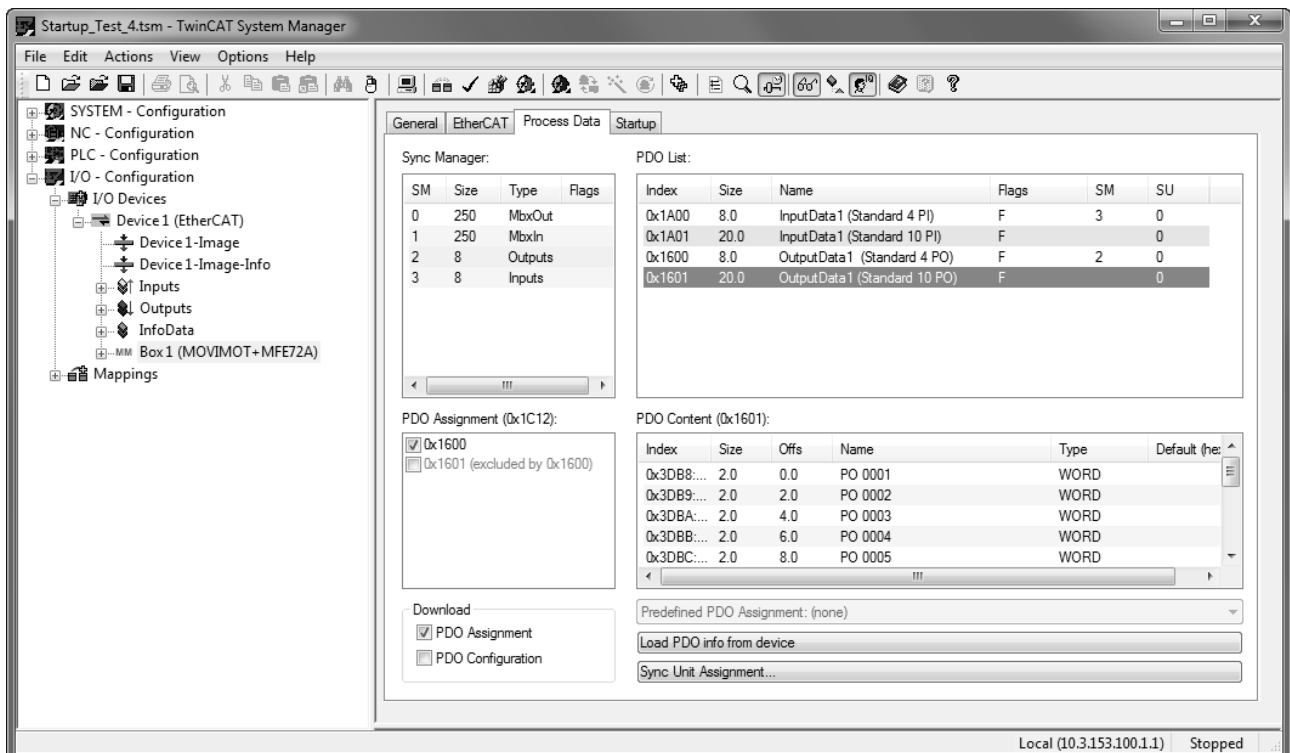 Startup_Test_4.tsm - TwinCAT System Manager
File Edit Actions View Options Help
SYSTEM - Configuration
NC - Configuration
PLC - Configuration
I/O - Configuration
I/O Devices
Device 1 (EtherCAT)
Device 1-Image
Device 1-Image-Info
Inputs
Outputs
InfoData
MM Box 1 (MOVIMOT+MFE72A)
Mappings
General EtherCAT Process Data Startup
Sync Manager:
SM Size Type Flags
0 250 MbxOut
1 250 MbxIn
2 8 Outputs
3 8 Inputs
PDO List:
Index Size Name Flags SM SU
0x1A00 8.0 InputData1 (Standard 4 PI) F 3 0
0x1A01 20.0 InputData1 (Standard 10 PI) F 0
0x1600 8.0 OutputData1 (Standard 4 PO) F 2 0
0x1601 20.0 OutputData1 (Standard 10 PO) F 0
PDO Assignment (0x1C12):
0x1600
0x1601 (excluded by 0x1600)
PDO Content (0x1601):
Index Size Offs Name Type Default (he
0x3DB8:... 2.0 0.0 PO 0001 WORD
0x3DB9:... 2.0 2.0 PO 0002 WORD
0x3DBA:... 2.0 4.0 PO 0003 WORD
0x3DBB:... 2.0 6.0 PO 0004 WORD
0x3DBC:... 2.0 8.0 PO 0005 WORD
Download
PDO Assignment
PDO Configuration
Predefined PDO Assignment: (none)
Load PDO info from device
Sync Unit Assignment...
Local (10.3.153.100.1.1) Stopped